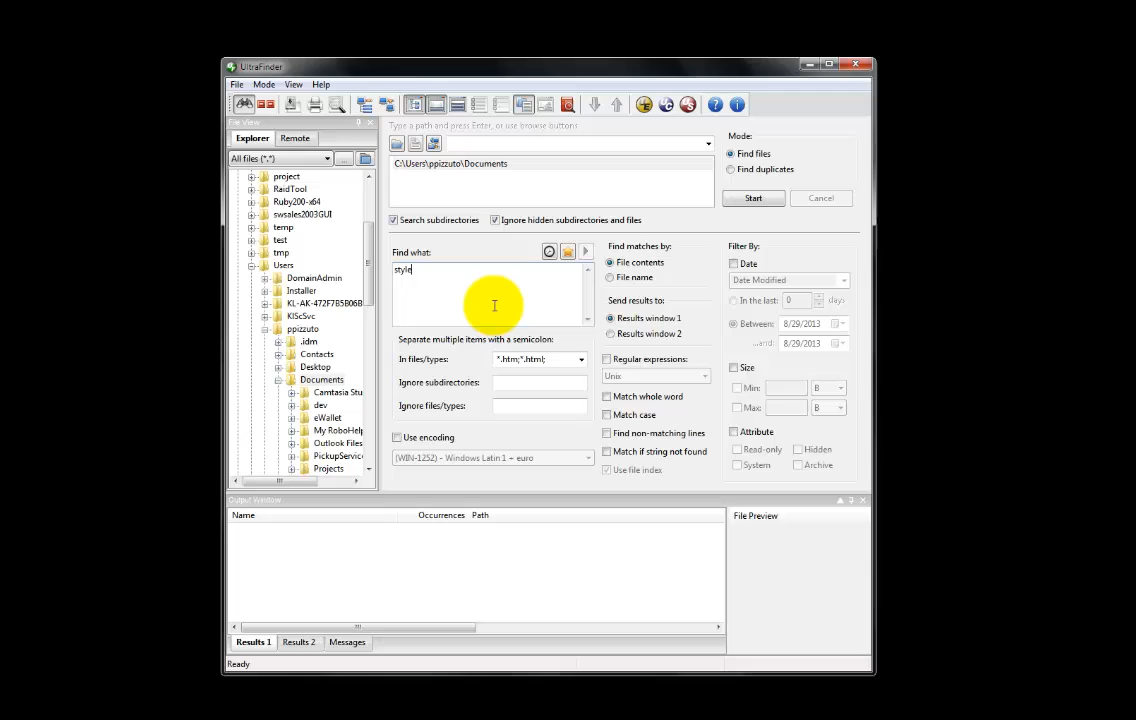 UltraFinder
File Mode View Help
File View
Explorer Remote
All files (*.*)
project
RaidTool
Ruby200-x64
swsales2003GUI
temp
test
tmp
Users
DomainAdmin
Installer
KL-AK-472F7B5B06B
KlScSvc
ppizzuto
.idm
Contacts
Desktop
Documents
Camtasia Stu
dev
eWallet
My RoboHelp
Outlook Files
PickupServic
Projects
Type a path and press Enter, or use browse buttons
C:\Users\ppizzuto\Documents
Search subdirectories Ignore hidden subdirectories and files
Mode:
Find files
Find duplicates
Start Cancel
Find what:
style
Separate multiple items with a semicolon:
In files/types: *.htm;*.html;
Ignore subdirectories:
Ignore files/types:
Use encoding
(WIN-1252) - Windows Latin 1 + euro
Find matches by:
File contents
File name
Send results to:
Results window 1
Results window 2
Regular expressions:
Unix
Match whole word
Match case
Find non-matching lines
Match if string not found
Use file index
Filter By:
Date
Date Modified
In the last: 0 days
Between: 8/29/2013
...and: 8/29/2013
Size
Min: B
Max: B
Attribute
Read-only Hidden
System Archive
Output Window
Name Occurrences Path
File Preview
Results 1 Results 2 Messages
Ready